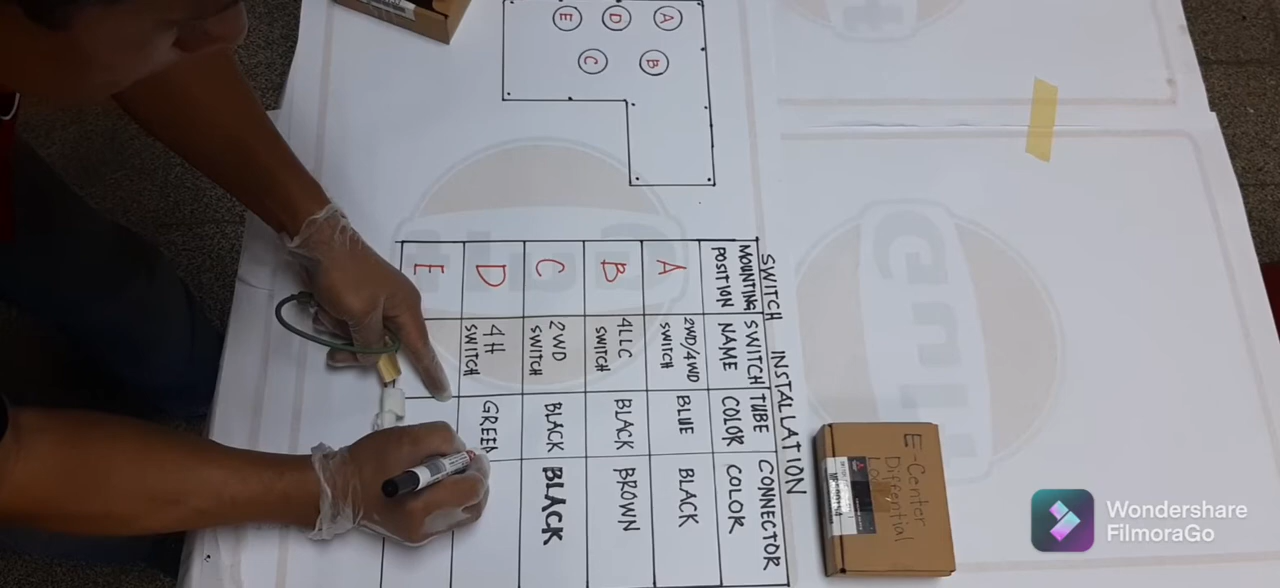 E D A
C B
SWITCH INSTALLATION
MOUNTING POSITION SWITCH NAME TUBE COLOR CONNECTOR COLOR
A 2WD/4WD SWITCH BLUE BLACK
B 4LLC SWITCH BLACK BROWN
C 2WD SWITCH BLACK BLACK
D 4H SWITCH GREEN
E
E-Center
Diffential
Wondershare
FilmoraGo